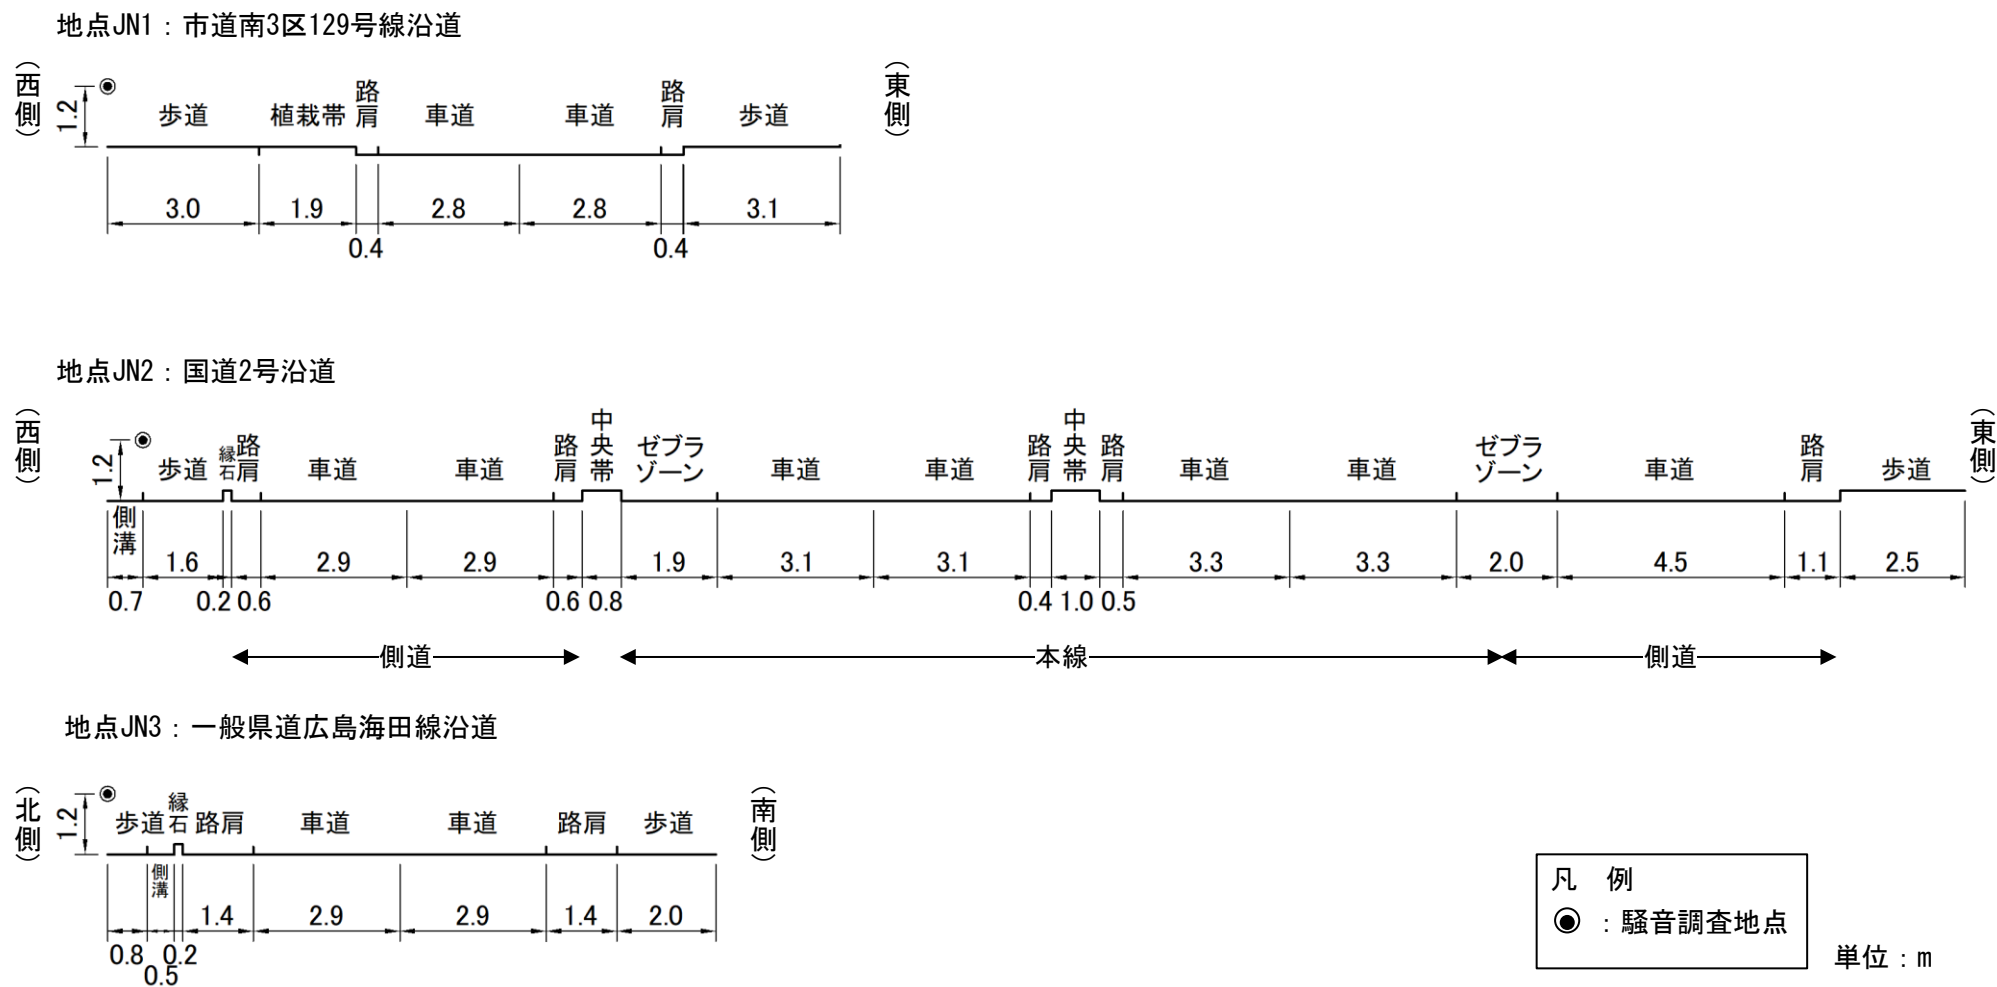 地点JN1：市道南3区129号線沿道
（西側）
（東側）
1.2
歩道 植栽帯 路肩 車道 車道 路肩 歩道
3.0 1.9 2.8 2.8 3.1
0.4 0.4
地点JN2：国道2号沿道
（西側）
（東側）
1.2
歩道 縁石 路肩 車道 車道 路肩 中央帯 ゼブラゾーン 車道 車道 路肩 中央帯 路肩 車道 車道 ゼブラゾーン 車道 路肩 歩道
側溝
1.6 2.9 2.9 1.9 3.1 3.1 3.3 3.3 2.0 4.5 1.1 2.5
0.7 0.2 0.6 0.6 0.8 0.4 1.0 0.5
側道 本線 側道
地点JN3：一般県道広島海田線沿道
（北側）
（南側）
1.2
歩道 縁石 路肩 車道 車道 路肩 歩道
側溝
1.4 2.9 2.9 1.4 2.0
0.8 0.2
0.5
凡 例
：騒音調査地点
単位：m